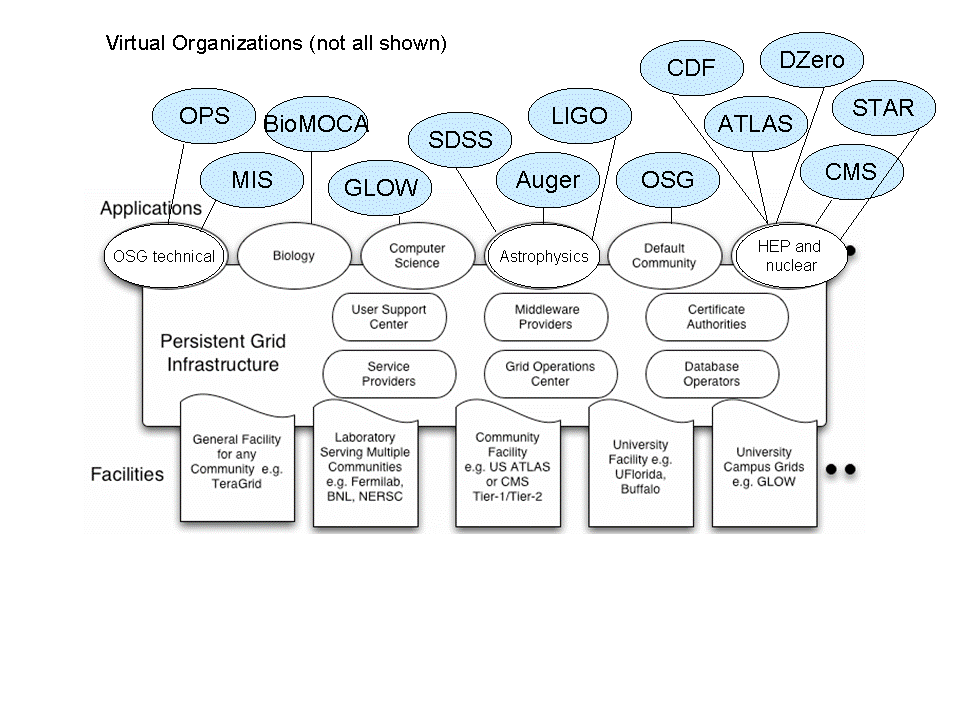 Virtual Organizations (not all shown)
CDF
DZero
OPS
BioMOCA
SDSS
LIGO
ATLAS
STAR
MIS
GLOW
Auger
OSG
CMS
Applications
OSG technical
Biology
Computer
Science
Astrophysics
Default
Community
HEP and
nuclear
Persistent Grid
Infrastructure
User Support
Center
Middleware
Providers
Certificate
Authorities
Service
Providers
Grid Operations
Center
Database
Operators
Facilities
General Facility
for any
Community e.g.
TeraGrid
Laboratory
Serving Multiple
Communities
e.g. Fermilab,
BNL, NERSC
Community
Facility
e.g. US ATLAS
or CMS
Tier-1/Tier-2
University
Facility e.g.
UFlorida,
Buffalo
University
Campus Grids
e.g. GLOW